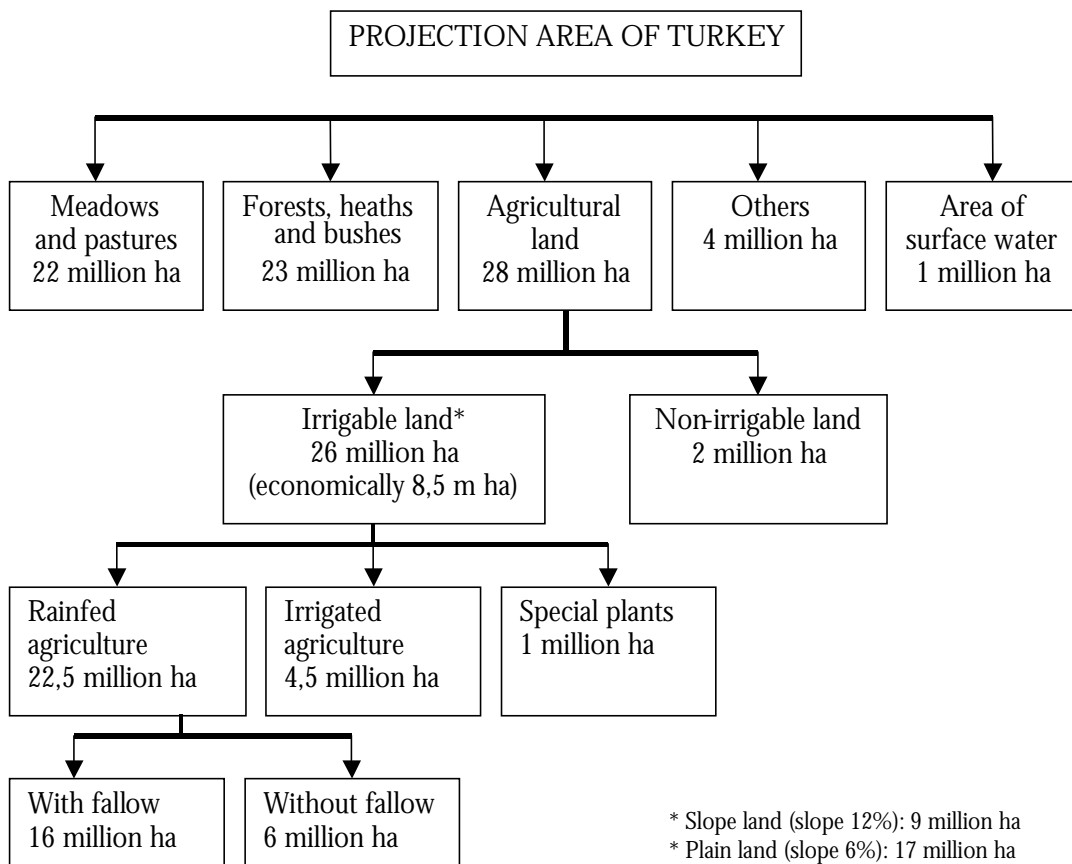 PROJECTION AREA OF TURKEY
Meadows
and pastures
22 million ha
Forests, heaths
and bushes
23 million ha
Agricultural
land
28 million ha
Others
4 million ha
Area of
surface water
1 million ha
Irrigable land*
26 million ha
(economically 8,5 m ha)
Non-irrigable land
2 million ha
Rainfed
agriculture
22,5 million ha
Irrigated
agriculture
4,5 million ha
Special plants
1 million ha
With fallow
16 million ha
Without fallow
6 million ha
* Slope land (slope 12%): 9 million ha
* Plain land (slope 6%): 17 million ha